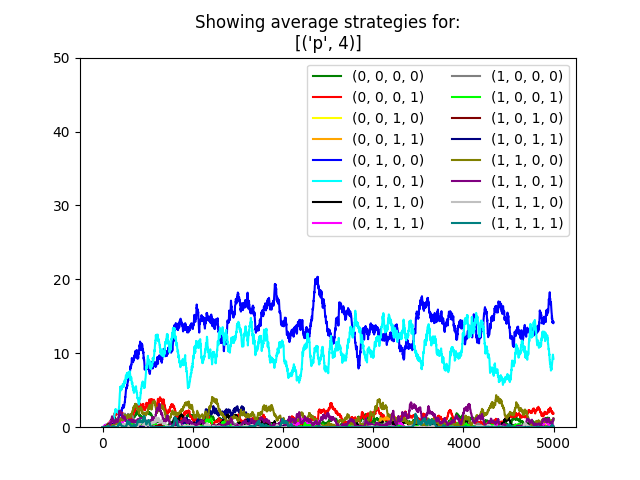 Showing average strategies for:
[('p', 4)]
50
40
30
20
10
0
(0, 0, 0, 0)
(0, 0, 0, 1)
(0, 0, 1, 0)
(0, 0, 1, 1)
(0, 1, 0, 0)
(0, 1, 0, 1)
(0, 1, 1, 0)
(0, 1, 1, 1)
(1, 0, 0, 0)
(1, 0, 0, 1)
(1, 0, 1, 0)
(1, 0, 1, 1)
(1, 1, 0, 0)
(1, 1, 0, 1)
(1, 1, 1, 0)
(1, 1, 1, 1)
0 1000 2000 3000 4000 5000